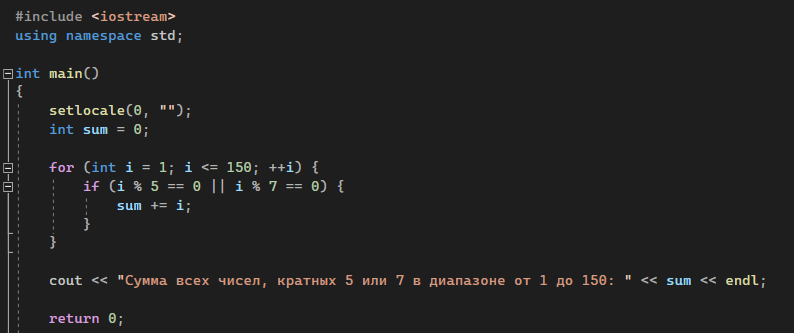 #include <iostream>
using namespace std;
int main()
{
setlocale(0, "");
int sum = 0;
for (int i = 1; i <= 150; ++i) {
if (i % 5 == 0 || i % 7 == 0) {
sum += i;
}
}
cout << "Сумма всех чисел, кратных 5 или 7 в диапазоне от 1 до 150: " << sum << endl;
return 0;